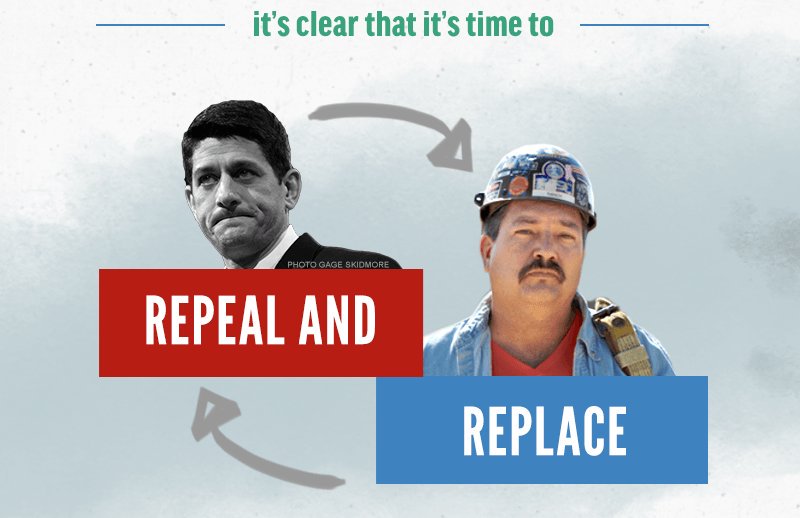 it's clear that it's time to
PHOTO GAGE SKIDMORE
REPEAL AND
REPLACE